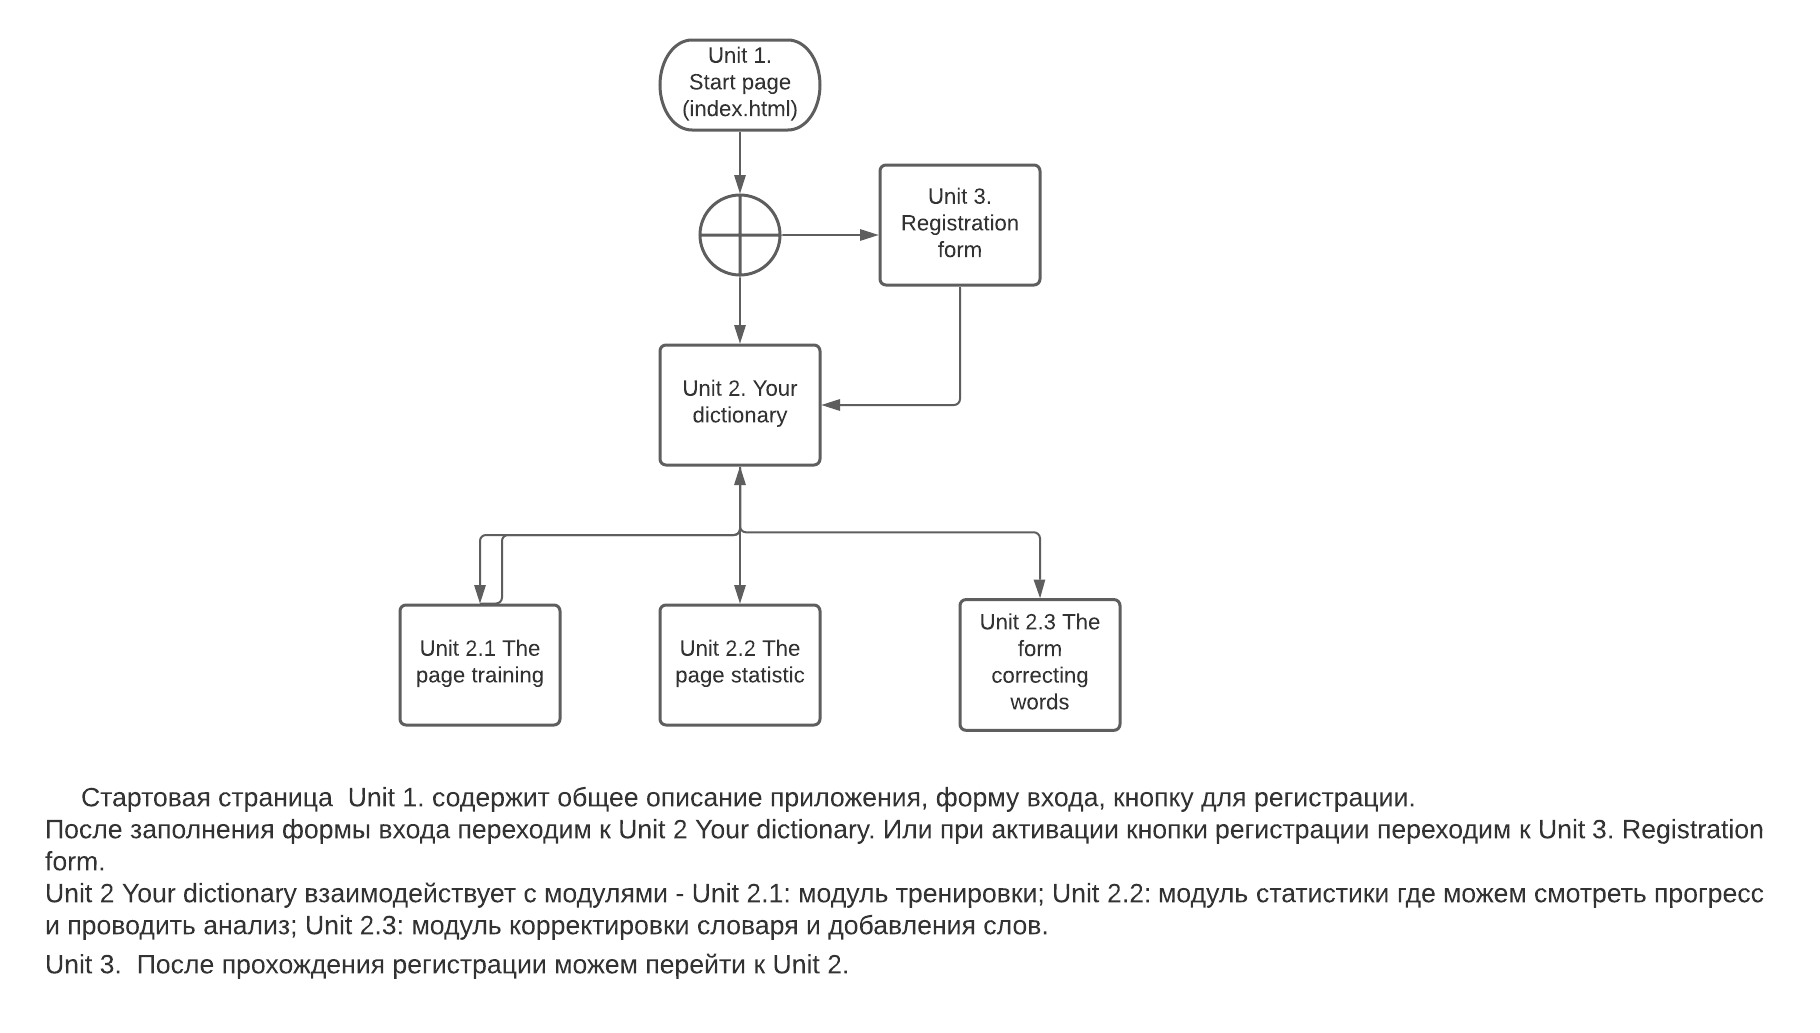 Unit 1.
Start page
(index.html)
Unit 3.
Registration
form
Unit 2. Your
dictionary
Unit 2.1 The
page training
Unit 2.2 The
page statistic
Unit 2.3 The
form
correcting
words
Стартовая страница  Unit 1. содержит общее описание приложения, форму входа, кнопку для регистрации.
После заполнения формы входа переходим к Unit 2 Your dictionary. Или при активации кнопки регистрации переходим к Unit 3. Registration
form.
Unit 2 Your dictionary взаимодействует с модулями - Unit 2.1: модуль тренировки; Unit 2.2: модуль статистики где можем смотреть прогресс
и проводить анализ; Unit 2.3: модуль корректировки словаря и добавления слов.
Unit 3.  После прохождения регистрации можем перейти к Unit 2.